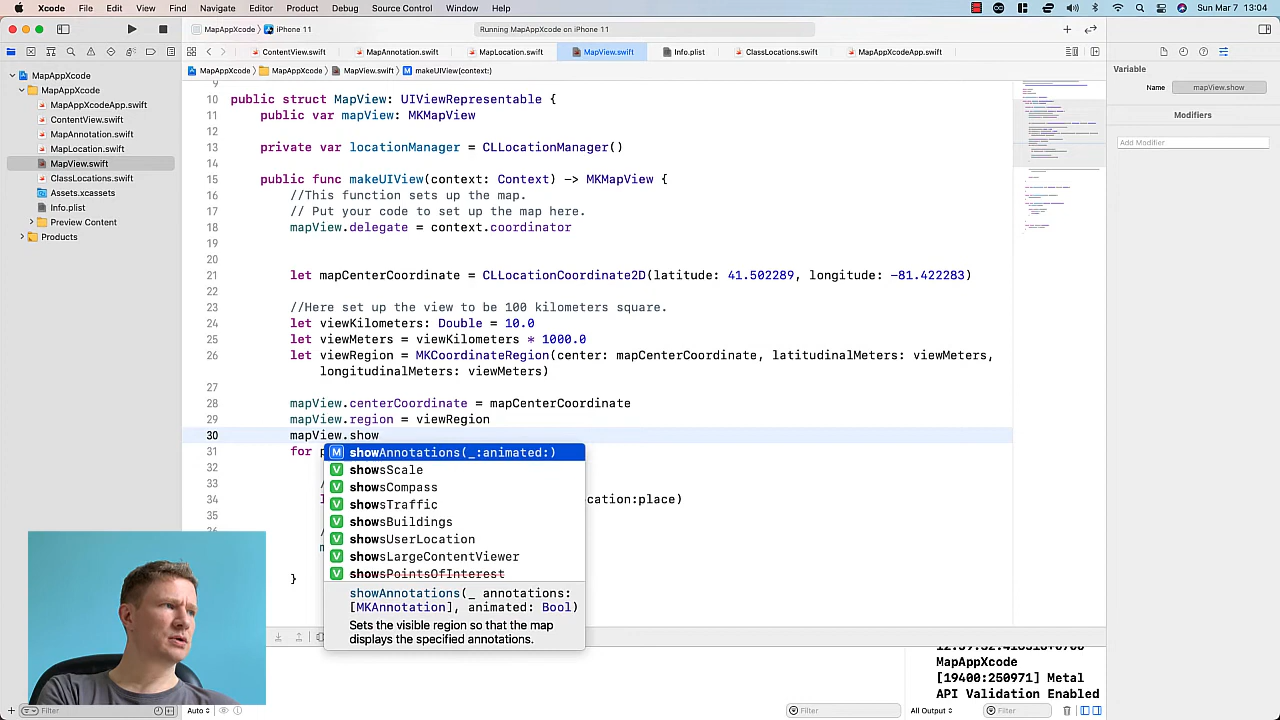 Xcode File Edit View Find Navigate Editor Product Debug Source Control Window Help Sun Mar 7 13:04
MapAppXcode iPhone 11 Running MapAppXcode on iPhone 11
ContentView.swift MapAnnotation.swift MapLocation.swift MapView.swift Info.plist ClassLocations.swift MapAppXcodeApp.swift
MapAppXcode MapAppXcode MapView.swift makeUIView(context:)
MapAppXcode
MapAppXcode
MapAppXcodeApp.swift
ContentView.swift
MapAnnotation.swift
MapLocation.swift
MapView.swift
ClassLocations.swift
Assets.xcassets
Info.plist
Preview Content
Products
9
10 public struct MapView: UIViewRepresentable {
11 public var mapView: MKMapView
12
13 private var locationManager = CLLocationManager()
14
15 public func makeUIView(context: Context) -> MKMapView {
16 //This function sets up the map.
17 // Put your code to set up the map here.
18 mapView.delegate = context.coordinator
19
20
21 let mapCenterCoordinate = CLLocationCoordinate2D(latitude: 41.502289, longitude: -81.422283)
22
23 //Here set up the view to be 100 kilometers square.
24 let viewKilometers: Double = 10.0
25 let viewMeters = viewKilometers * 1000.0
26 let viewRegion = MKCoordinateRegion(center: mapCenterCoordinate, latitudinalMeters: viewMeters,
longitudinalMeters: viewMeters)
27
28 mapView.centerCoordinate = mapCenterCoordinate
29 mapView.region = viewRegion
30 mapView.show
31 for
32
33
34 cation:place)
35
}
M showAnnotations(_:animated:)
V showsScale
V showsCompass
V showsTraffic
V showsBuildings
V showsUserLocation
V showsLargeContentViewer
V showsPointsOfInterest
showAnnotations(_ annotations:
[MKAnnotation], animated: Bool)
Sets the visible region so that the map
displays the specified annotations.
Variable
Name mapView.show
Modifiers
Add Modifier
MapAppXcode
[19400:250971] Metal
API Validation Enabled
Filter Auto Filter All Output Filter